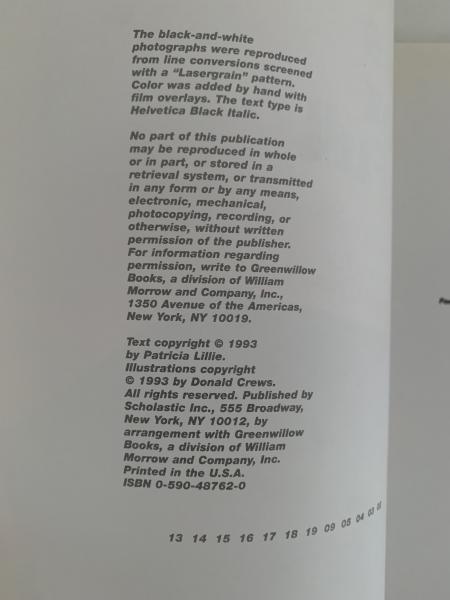 The black-and-white
photographs were reproduced
from line conversions screened
with a "Lasergrain" pattern.
Color was added by hand with
film overlays. The text type is
Helvetica Black Italic.
No part of this publication
may be reproduced in whole
or in part, or stored in a
retrieval system, or transmitted
in any form or by any means,
electronic, mechanical,
photocopying, recording, or
otherwise, without written
permission of the publisher.
For information regarding
permission, write to Greenwillow
Books, a division of William
Morrow and Company, Inc.,
1350 Avenue of the Americas,
New York, NY 10019.
Text copyright © 1993
by Patricia Lillie.
Illustrations copyright
© 1993 by Donald Crews.
All rights reserved. Published by
Scholastic Inc., 555 Broadway,
New York, NY 10012, by
arrangement with Greenwillow
Books, a division of William
Morrow and Company, Inc.
Printed in the U.S.A.
ISBN 0-590-48762-0
13 14 15 16 17 18 19 09 05 04 03